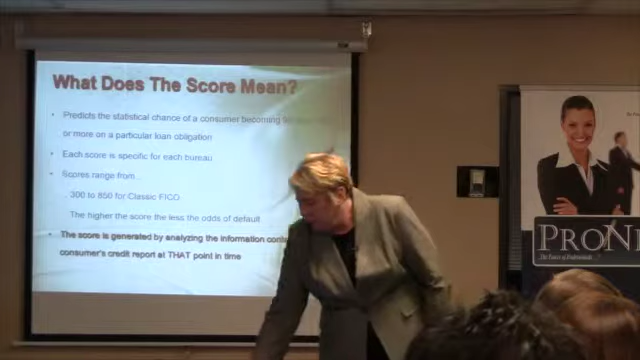 What Does The Score Mean?
Predicts the statistical chance of a consumer becoming
or more on a particular loan obligation
Each score is specific for each bureau
Scores range from
300 to 850 for Classic FICO
The higher the score the less the odds of default
The score is generated by analyzing the information
consumer's credit report at THAT point in time
PRONE